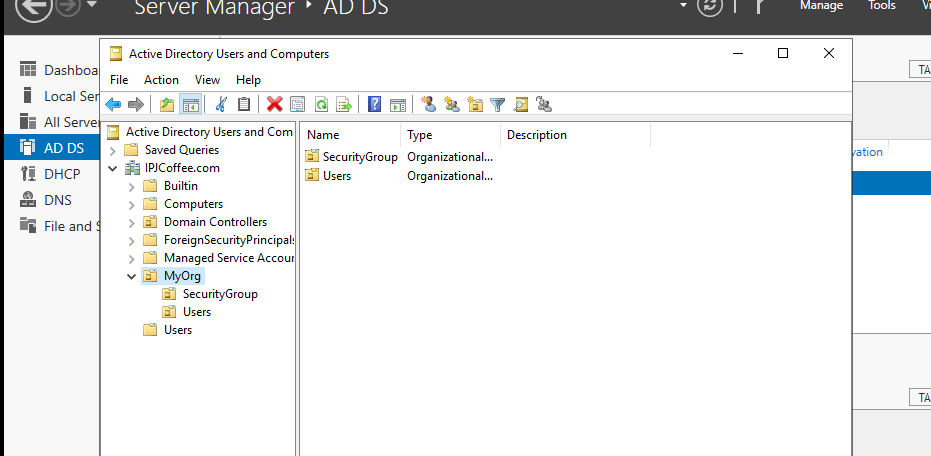 Server Manager ‣ AD DS
Manage Tools
Active Directory Users and Computers
File Action View Help
Dashboa
Local Ser
All Server
AD DS
DHCP
DNS
File and S
Active Directory Users and Com
Saved Queries
IPJCoffee.com
Builtin
Computers
Domain Controllers
ForeignSecurityPrincipals
Managed Service Accour
MyOrg
SecurityGroup
Users
Users
Name Type Description
SecurityGroup Organizational...
Users Organizational...
TA
vation
TA